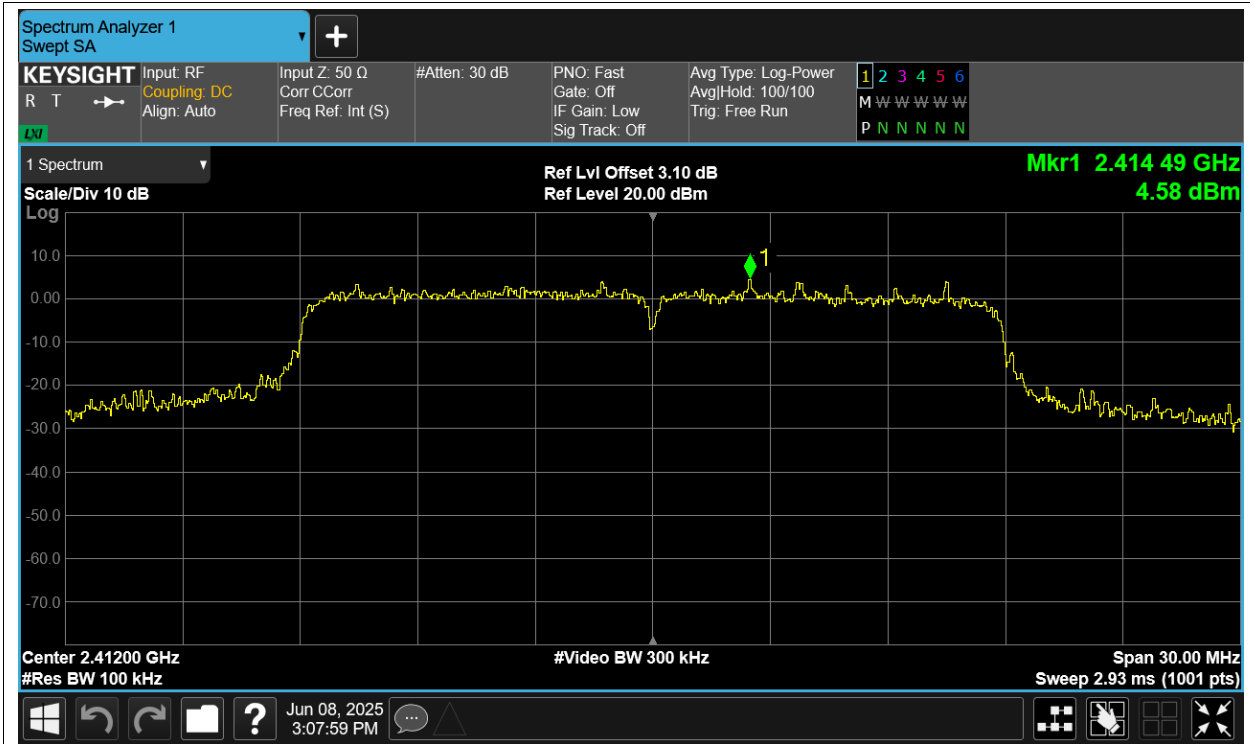 Spectrum Analyzer 1
Swept SA
KEYSIGHT
R T
LXI
Input: RF
Coupling: DC
Align: Auto
Input Z: 50 Ω
Corr CCorr
Freq Ref: Int (S)
#Atten: 30 dB
PNO: Fast
Gate: Off
IF Gain: Low
Sig Track: Off
Avg Type: Log-Power
Avg|Hold: 100/100
Trig: Free Run
1 2 3 4 5 6
M W W W W W
P N N N N N
1 Spectrum
Scale/Div 10 dB
Log
Ref Lvl Offset 3.10 dB
Ref Level 20.00 dBm
Mkr1 2.414 49 GHz
4.58 dBm
1
10.0
0.00
-10.0
-20.0
-30.0
-40.0
-50.0
-60.0
-70.0
Center 2.41200 GHz
#Res BW 100 kHz
#Video BW 300 kHz
Span 30.00 MHz
Sweep 2.93 ms (1001 pts)
?
Jun 08, 2025
3:07:59 PM